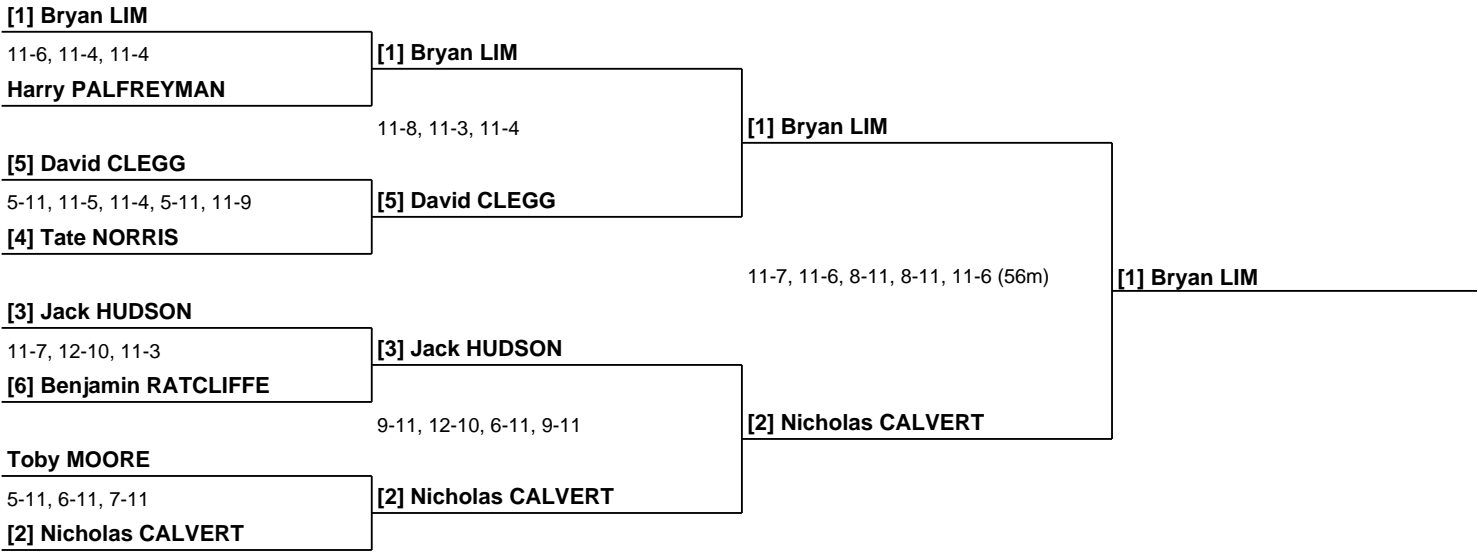 [1] Bryan LIM
11-6, 11-4, 11-4
Harry PALFREYMAN
[5] David CLEGG
5-11, 11-5, 11-4, 5-11, 11-9
[4] Tate NORRIS
[3] Jack HUDSON
11-7, 12-10, 11-3
[6] Benjamin RATCLIFFE
Toby MOORE
5-11, 6-11, 7-11
[2] Nicholas CALVERT
[1] Bryan LIM
11-8, 11-3, 11-4
[5] David CLEGG
[3] Jack HUDSON
9-11, 12-10, 6-11, 9-11
[2] Nicholas CALVERT
[1] Bryan LIM
11-7, 11-6, 8-11, 8-11, 11-6 (56m)
[2] Nicholas CALVERT
[1] Bryan LIM